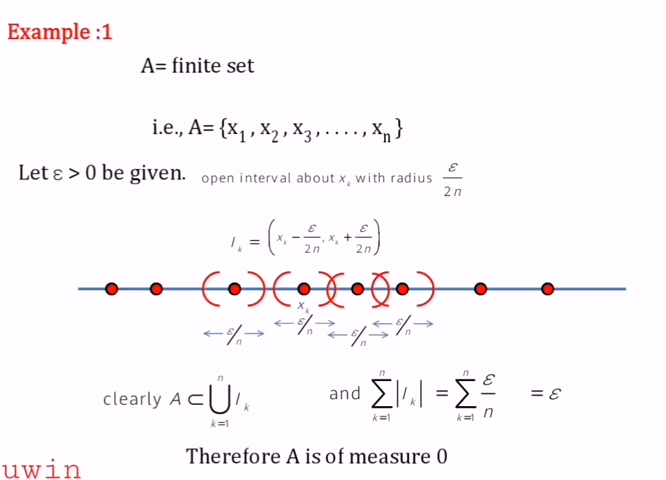 Example :1
A= finite set
i.e., A= {x₁ , x₂ , x₃ , . . . . , xₙ }
Let ε > 0 be given. open interval about xₖ with radius ε/2n
Iₖ = (xₖ − ε/2n, xₖ + ε/2n)
xₖ
ε/n ε/n ε/n ε/n
clearly A ⊂ ⋃ₖ₌₁ⁿ Iₖ and ∑ₖ₌₁ⁿ |Iₖ| = ∑ₖ₌₁ⁿ ε/n = ε
Therefore A is of measure 0
uwin